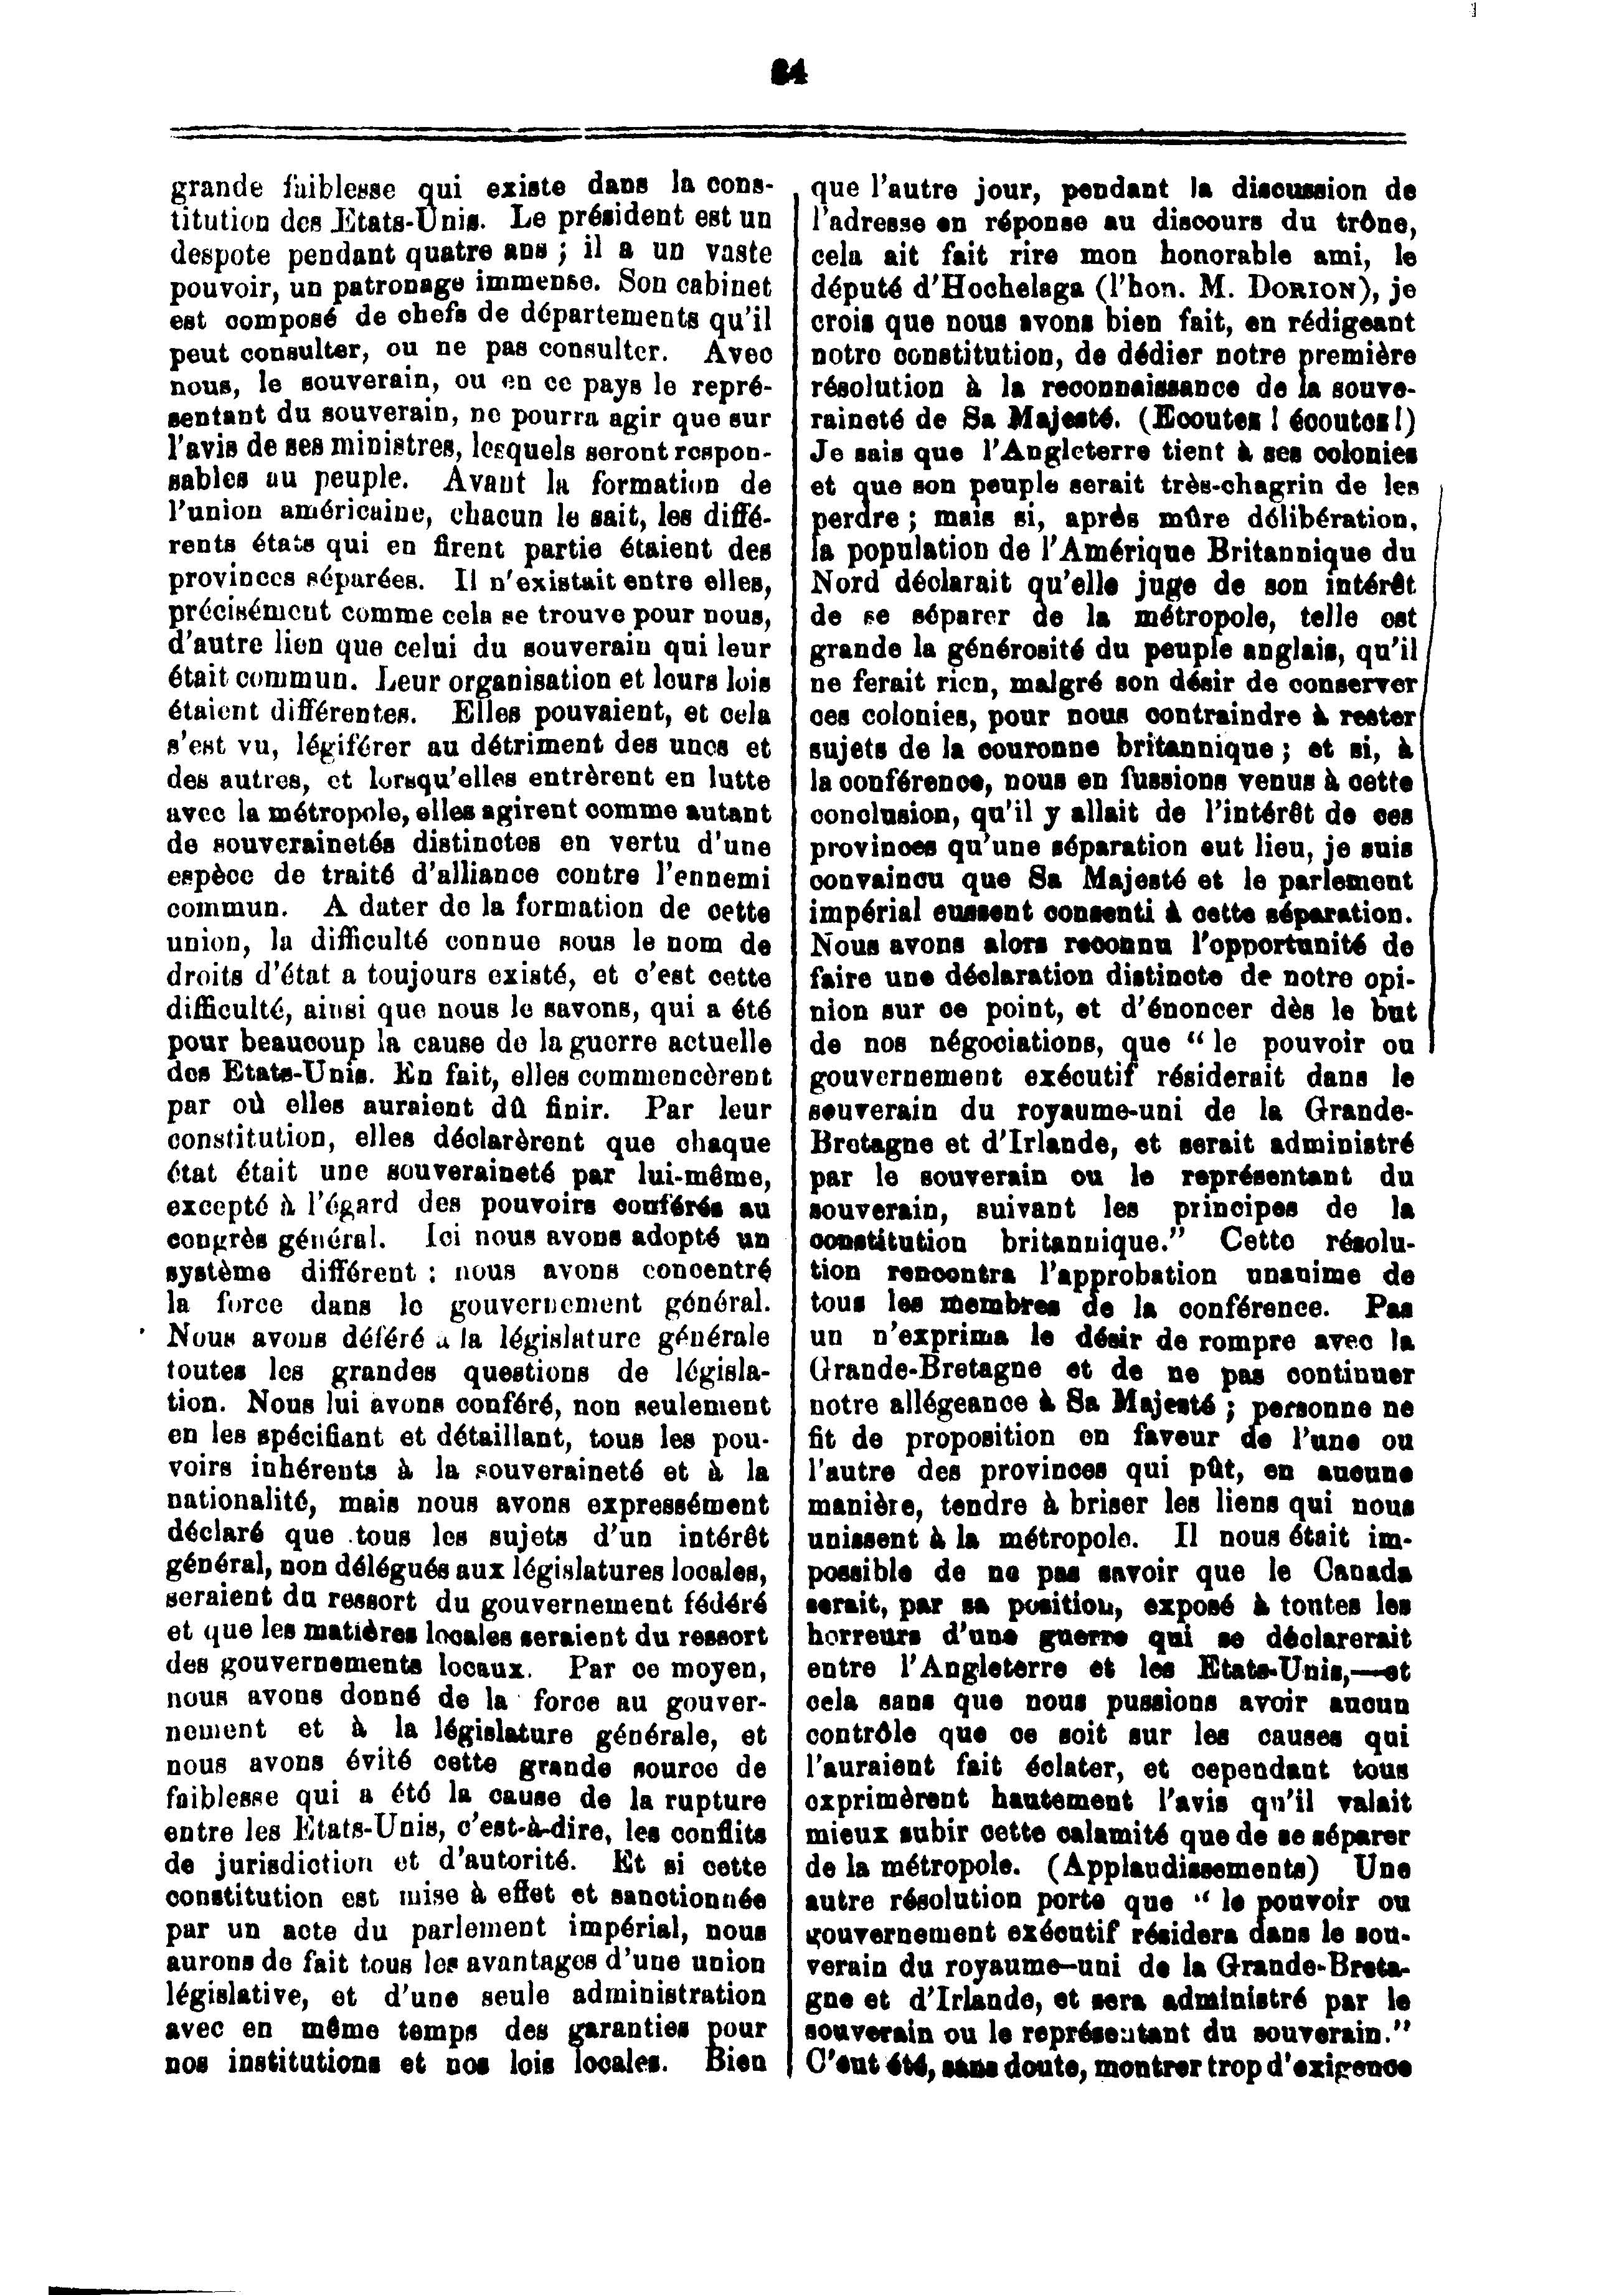 34
grande faiblesse qui existe dans la cons-
titution des Etats-Unis. Le président est un
despote pendant quatre ans ; il a un vaste
pouvoir, un patronage immense. Son cabinet
est composé de chefs de départements qu'il
peut consulter, ou ne pas consulter. Avec
nous, le souverain, ou en ce pays le repré-
sentant du souverain, ne pourra agir que sur
l'avis de ses ministres, lesquels seront respon-
sables au peuple. Avant la formation de
l'union américaine, chacun le sait, les diffé-
rents états qui en firent partie étaient des
provinces séparées. Il n'existait entre elles,
précisément comme cela se trouve pour nous,
d'autre lien que celui du souverain qui leur
était commun. Leur organisation et leurs lois
étaient différentes. Elles pouvaient, et cela
s'est vu, légiférer au détriment des unes et
des autres, et lorsqu'elles entrèrent en lutte
avec la métropole, elles agirent comme autant
de souverainetés distinctes en vertu d'une
espèce de traité d'alliance contre l'ennemi
commun. A dater de la formation de cette
union, la difficulté connue sous le nom de
droits d'état a toujours existé, et c'est cette
difficulté, ainsi que nous le savons, qui a été
pour beaucoup la cause de la guerre actuelle
des Etats-Unis. En fait, elles commencèrent
par où elles auraient dû finir. Par leur
constitution, elles déclarèrent que chaque
état était une souveraineté par lui-même,
excepté à l'égard des pouvoirs conférés au
congrès général. Ici nous avons adopté un
système différent : nous avons concentré
la force dans le gouvernement général.
Nous avons déféré à la législature générale
toutes les grandes questions de législa-
tion. Nous lui avons conféré, non seulement
en les spécifiant et détaillant, tous les pou-
voirs inhérents à la souveraineté et à la
nationalité, mais nous avons expressément
déclaré que tous les sujets d'un intérêt
général, non délégués aux législatures locales,
seraient du ressort du gouvernement fédéré
et que les matières locales seraient du ressort
des gouvernements locaux. Par ce moyen,
nous avons donné de la force au gouver-
nement et à la législature générale, et
nous avons évité cette grande source de
faiblesse qui a été la cause de la rupture
entre les Etats-Unis, c'est-à-dire, les conflits
de jurisdiction et d'autorité. Et si cette
constitution est mise à effet et sanctionnée
par un acte du parlement impérial, nous
aurons de fait tous les avantages d'une union
législative, et d'une seule administration
avec en même temps des garanties pour
nos institutions et nos lois locales. Bien
que l'autre jour, pendant la discussion de
l'adresse en réponse au discours du trône,
cela ait fait rire mon honorable ami, le
député d'Hochelaga (l'hon. M. DORION), je
crois que nous avons bien fait, en rédigeant
notre constitution, de dédier notre première
résolution à la reconnaissance de la souve-
raineté de Sa Majesté. (Ecoutez ! écoutez !)
Je sais que l'Angleterre tient à ses colonies
et que son peuple serait très-chagrin de les
perdre ; mais si, après mûre délibération,
la population de l'Amérique Britannique du
Nord déclarait qu'elle juge de son intérêt
de se séparer de la métropole, telle est
grande la générosité du peuple anglais, qu'il
ne ferait rien, malgré son désir de conserver
ces colonies, pour nous contraindre à rester
sujets de la couronne britannique ; et si, à
la conférence, nous en fussions venus à cette
conclusion, qu'il y allait de l'intérêt de ces
provinces qu'une séparation eut lieu, je suis
convaincu que Sa Majesté et le parlement
impérial eussent consenti à cette séparation.
Nous avons alors reconnu l'opportunité de
faire une déclaration distincte de notre opi-
nion sur ce point, et d'énoncer dès le but
de nos négociations, que “ le pouvoir ou
gouvernement exécutif résiderait dans le
souverain du royaume-uni de la Grande-
Bretagne et d'Irlande, et serait administré
par le souverain ou le représentant du
souverain, suivant les principes de la
constitution britannique.” Cette résolu-
tion rencontra l'approbation unanime de
tous les membres de la conférence. Pas
un n'exprima le désir de rompre avec la
Grande-Bretagne et de ne pas continuer
notre allégeance à Sa Majesté ; personne ne
fit de proposition en faveur de l'une ou
l'autre des provinces qui pût, en aucune
manière, tendre à briser les liens qui nous
unissent à la métropole. Il nous était im-
possible de ne pas savoir que le Canada
serait, par sa position, exposé à toutes les
horreurs d'une guerre qui se déclarerait
entre l'Angleterre et les Etats-Unis,—et
cela sans que nous pussions avoir aucun
contrôle que ce soit sur les causes qui
l'auraient fait éclater, et cependant tous
exprimèrent hautement l'avis qu'il valait
mieux subir cette calamité que de se séparer
de la métropole. (Applaudissements) Une
autre résolution porte que “ le pouvoir ou
gouvernement exécutif résidera dans le sou-
verain du royaume-uni de la Grande-Breta-
gne et d'Irlande, et sera administré par le
souverain ou le représentant du souverain.”
C'eut été, sans doute, montrer trop d'exigence